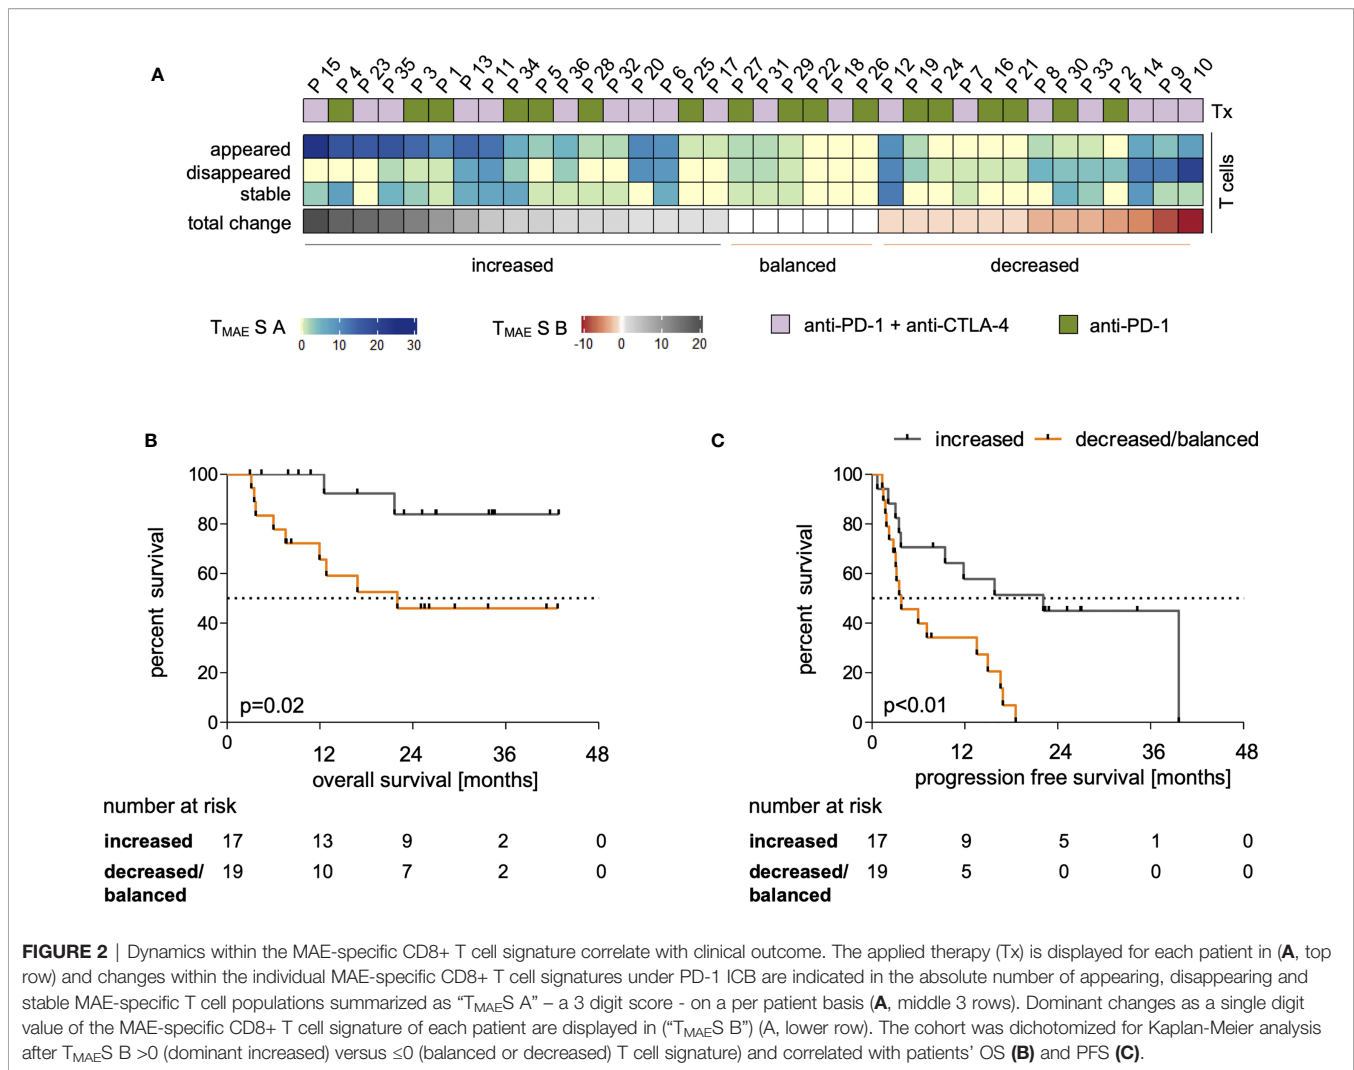 A
P 15 P 4 P 23 P 35 P 3 P 1 P 13 P 11 P 34 P 5 P 36 P 28 P 32 P 20 P 6 P 25 P 17 P 27 P 31 P 29 P 22 P 18 P 26 P 12 P 19 P 24 P 7 P 16 P 21 P 8 P 30 P 33 P 2 P 14 P 9 P 10
Tx
appeared
disappeared
stable
total change
T cells
increased balanced decreased
TMAE S A
0 10 20 30
TMAE S B
-10 0 10 20
anti-PD-1 + anti-CTLA-4
anti-PD-1
B
percent survival
100
80
60
40
20
0
p=0.02
0 12 24 36 48
overall survival [months]
number at risk
increased 17 13 9 2 0
decreased/ 19 10 7 2 0
balanced
C
increased decreased/balanced
percent survival
100
80
60
40
20
0
p<0.01
0 12 24 36 48
progression free survival [months]
number at risk
increased 17 9 5 1 0
decreased/ 19 5 0 0 0
balanced
FIGURE 2 | Dynamics within the MAE-specific CD8+ T cell signature correlate with clinical outcome. The applied therapy (Tx) is displayed for each patient in (A, top
row) and changes within the individual MAE-specific CD8+ T cell signatures under PD-1 ICB are indicated in the absolute number of appearing, disappearing and
stable MAE-specific T cell populations summarized as “TMAES A” – a 3 digit score - on a per patient basis (A, middle 3 rows). Dominant changes as a single digit
value of the MAE-specific CD8+ T cell signature of each patient are displayed in (“TMAES B”) (A, lower row). The cohort was dichotomized for Kaplan-Meier analysis
after TMAES B >0 (dominant increased) versus ≤0 (balanced or decreased) T cell signature) and correlated with patients’ OS (B) and PFS (C).